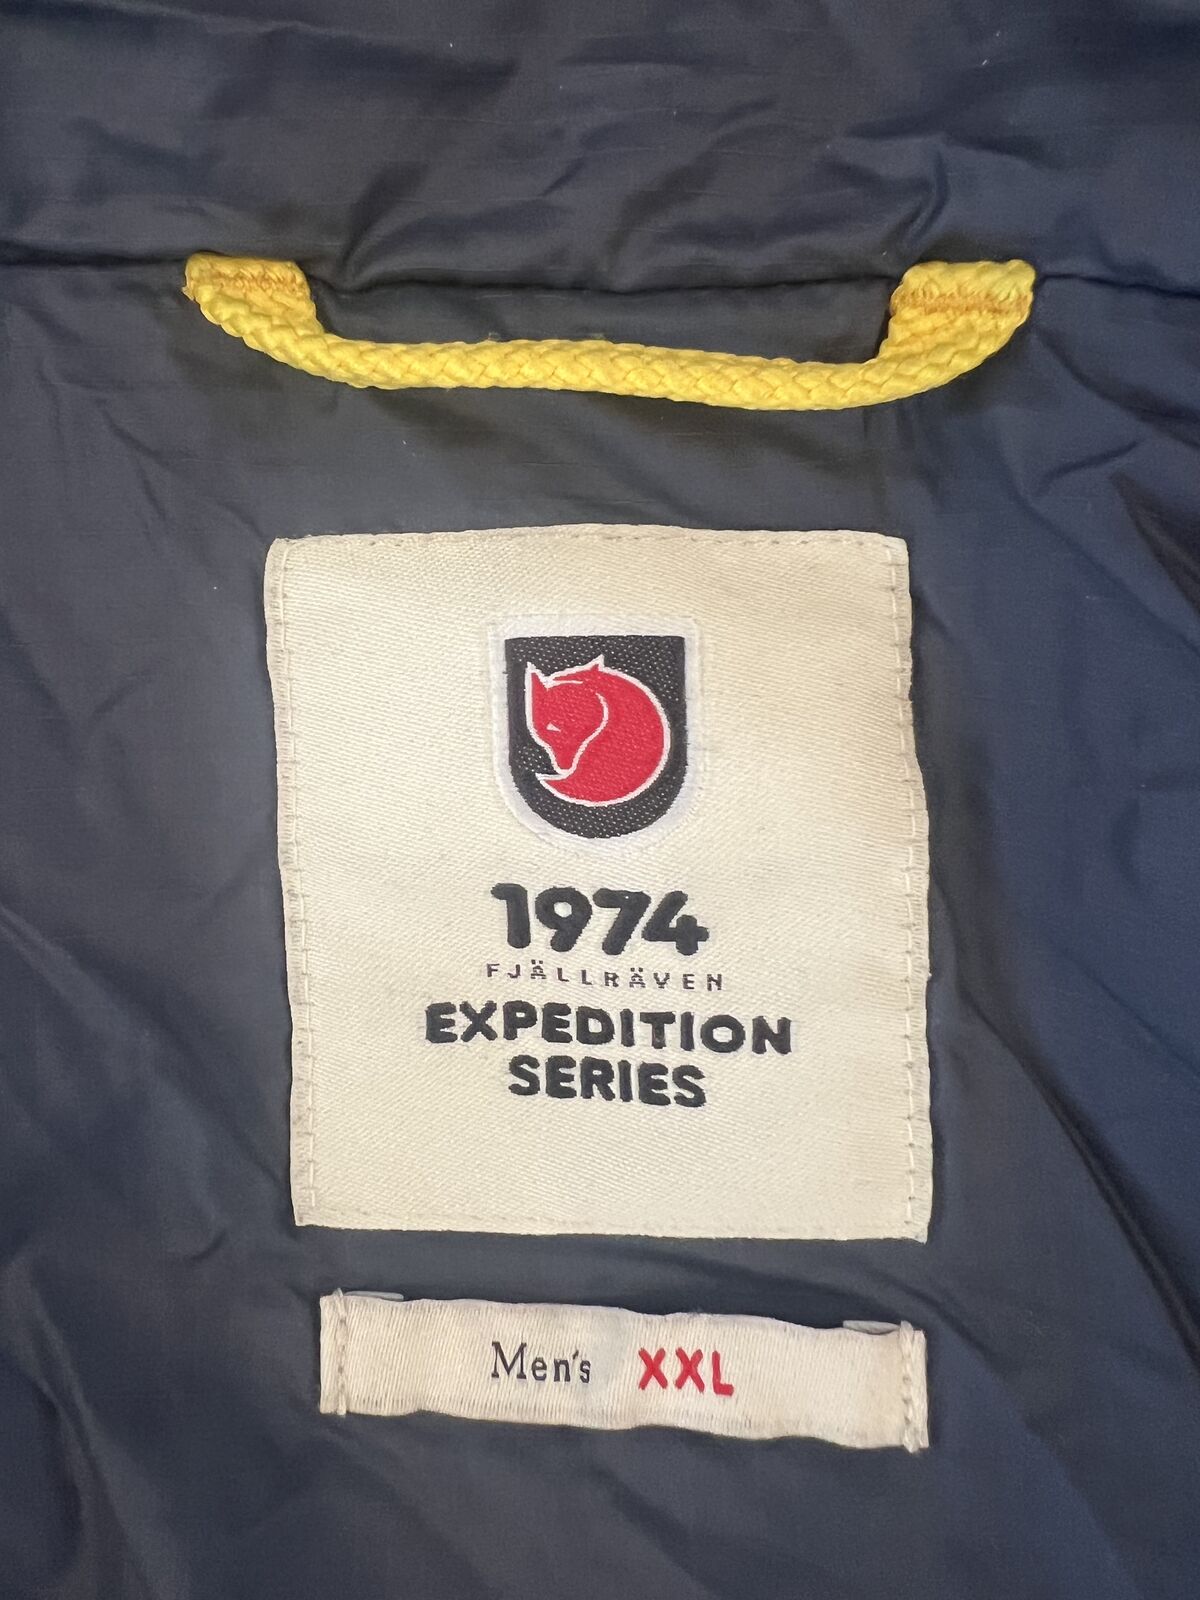 1974
FJÄLLRÄVEN
EXPEDITION
SERIES
Men's XXL